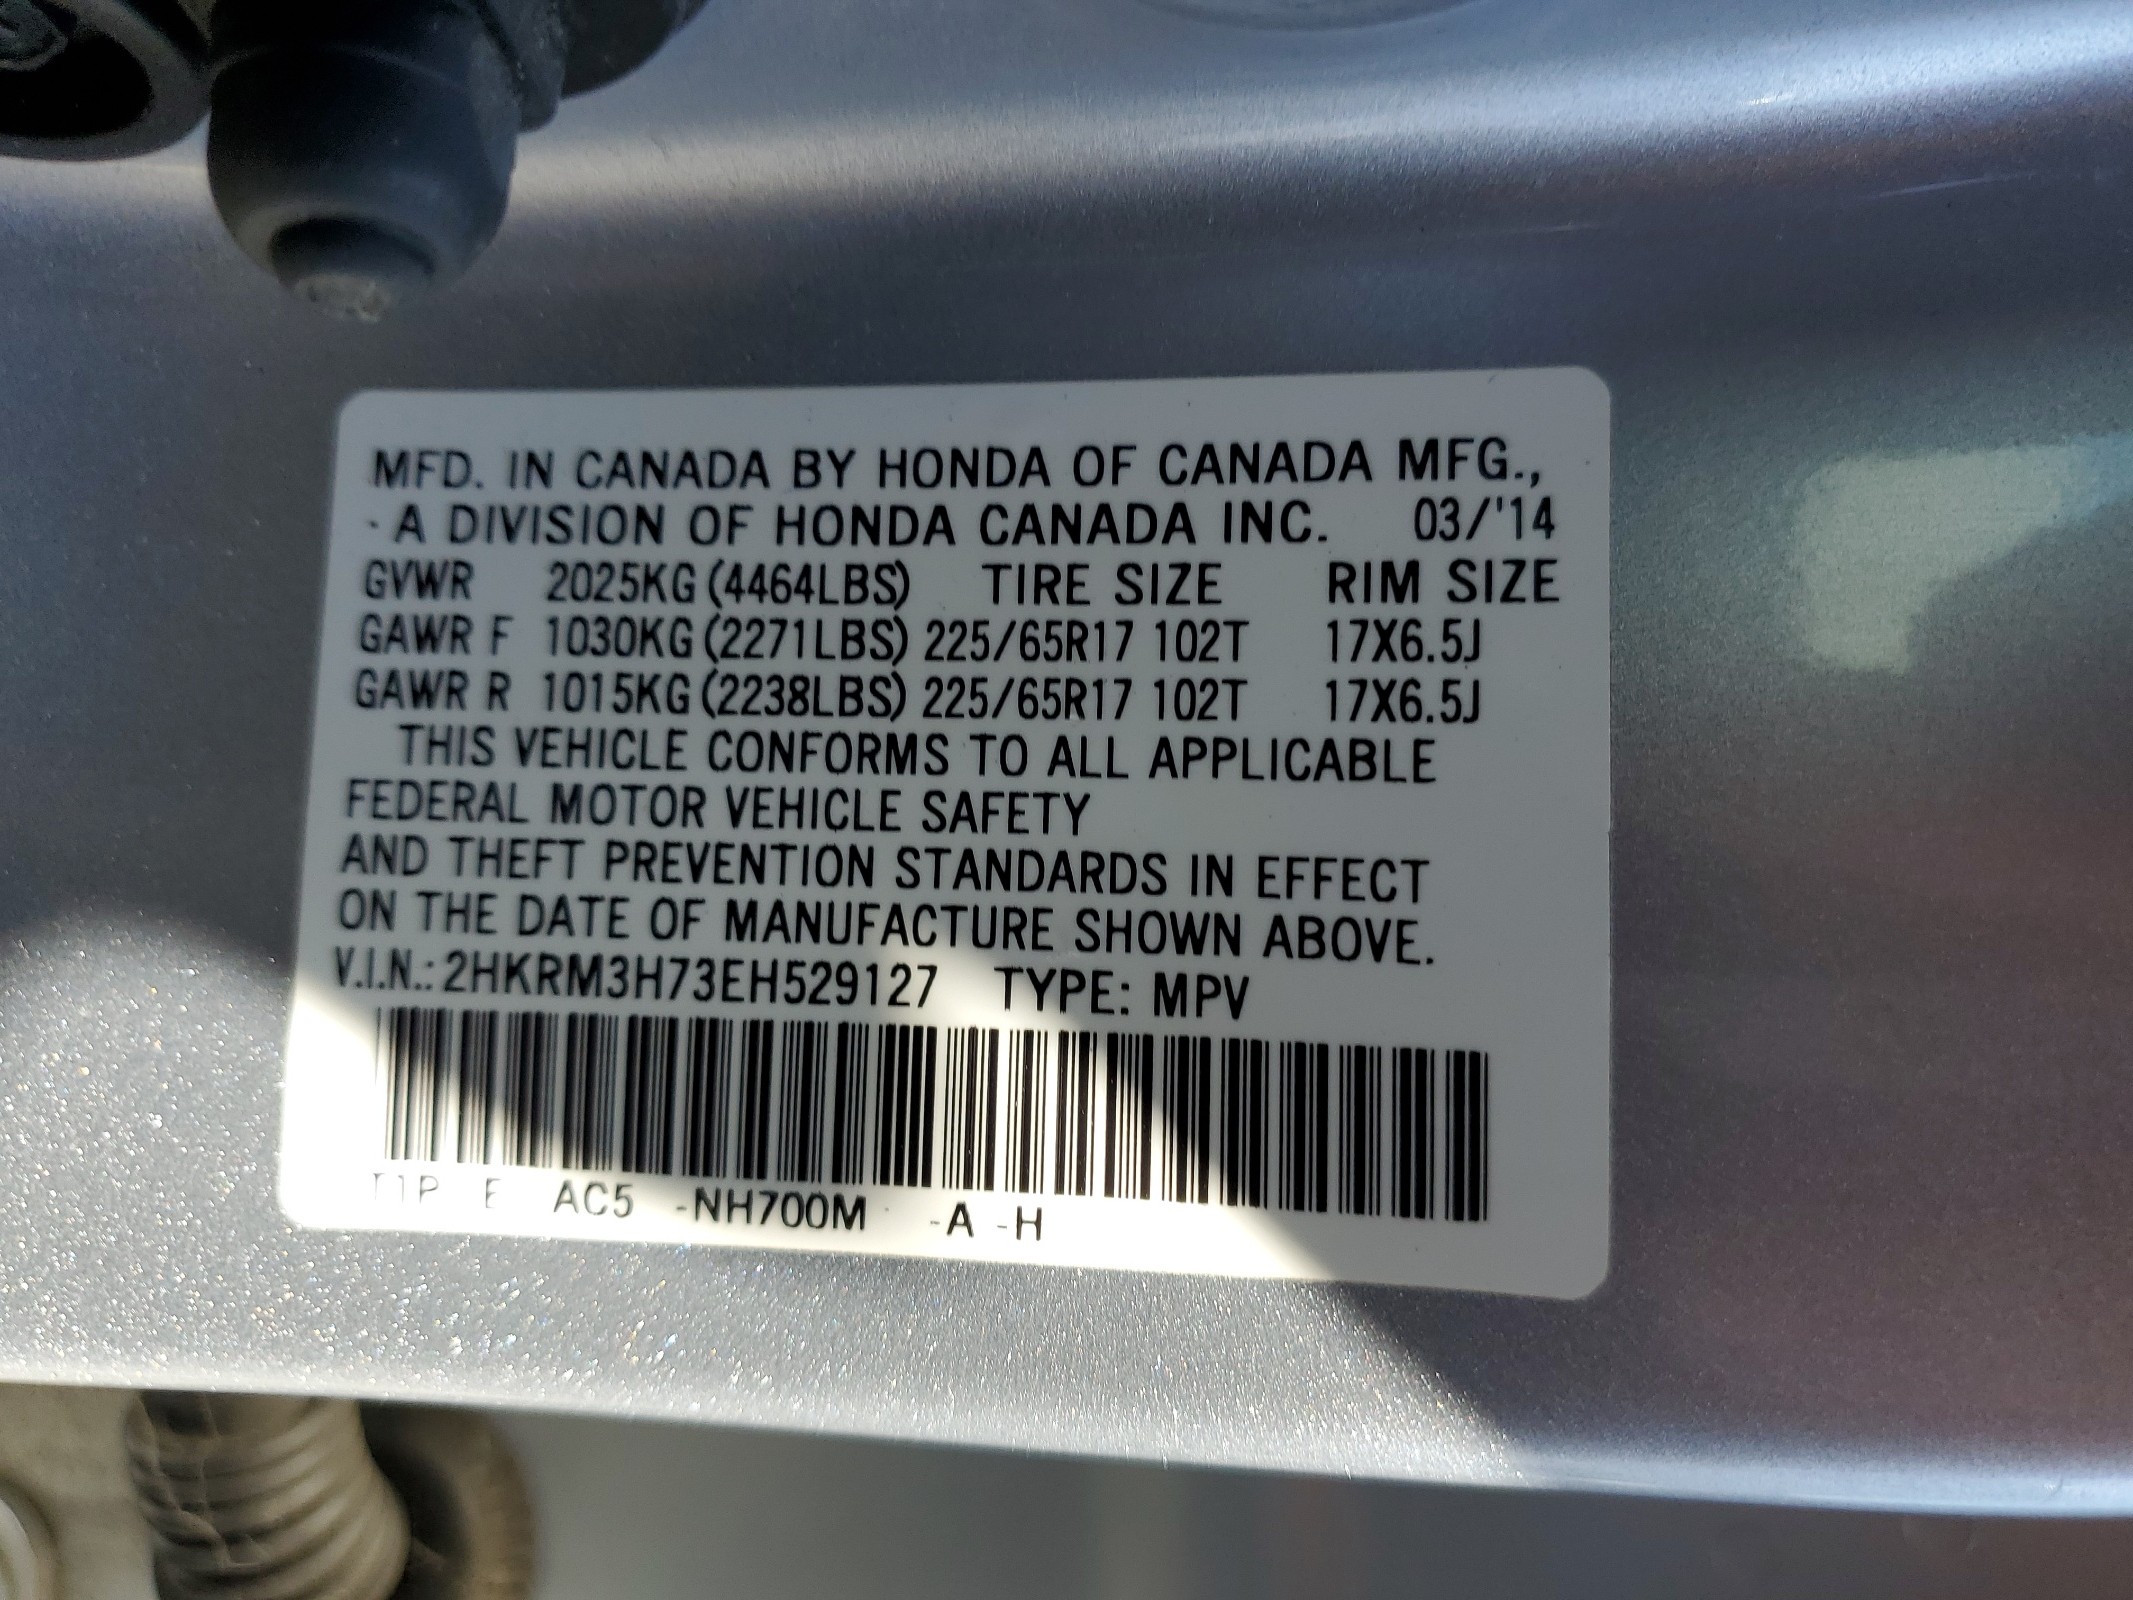 MFD. IN CANADA BY HONDA OF CANADA MFG.,
A DIVISION OF HONDA CANADA INC. 03/'14
GVWR 2025KG (4464LBS) TIRE SIZE RIM SIZE
GAWR F 1030KG (2271LBS) 225/65R17 102T 17X6.5J
GAWR R 1015KG (2238LBS) 225/65R17 102T 17X6.5J
THIS VEHICLE CONFORMS TO ALL APPLICABLE
FEDERAL MOTOR VEHICLE SAFETY
AND THEFT PREVENTION STANDARDS IN EFFECT
ON THE DATE OF MANUFACTURE SHOWN ABOVE.
V.I.N.: 2HKRM3H73EH529127 TYPE: MPV
AC5 -NH700M -A -H